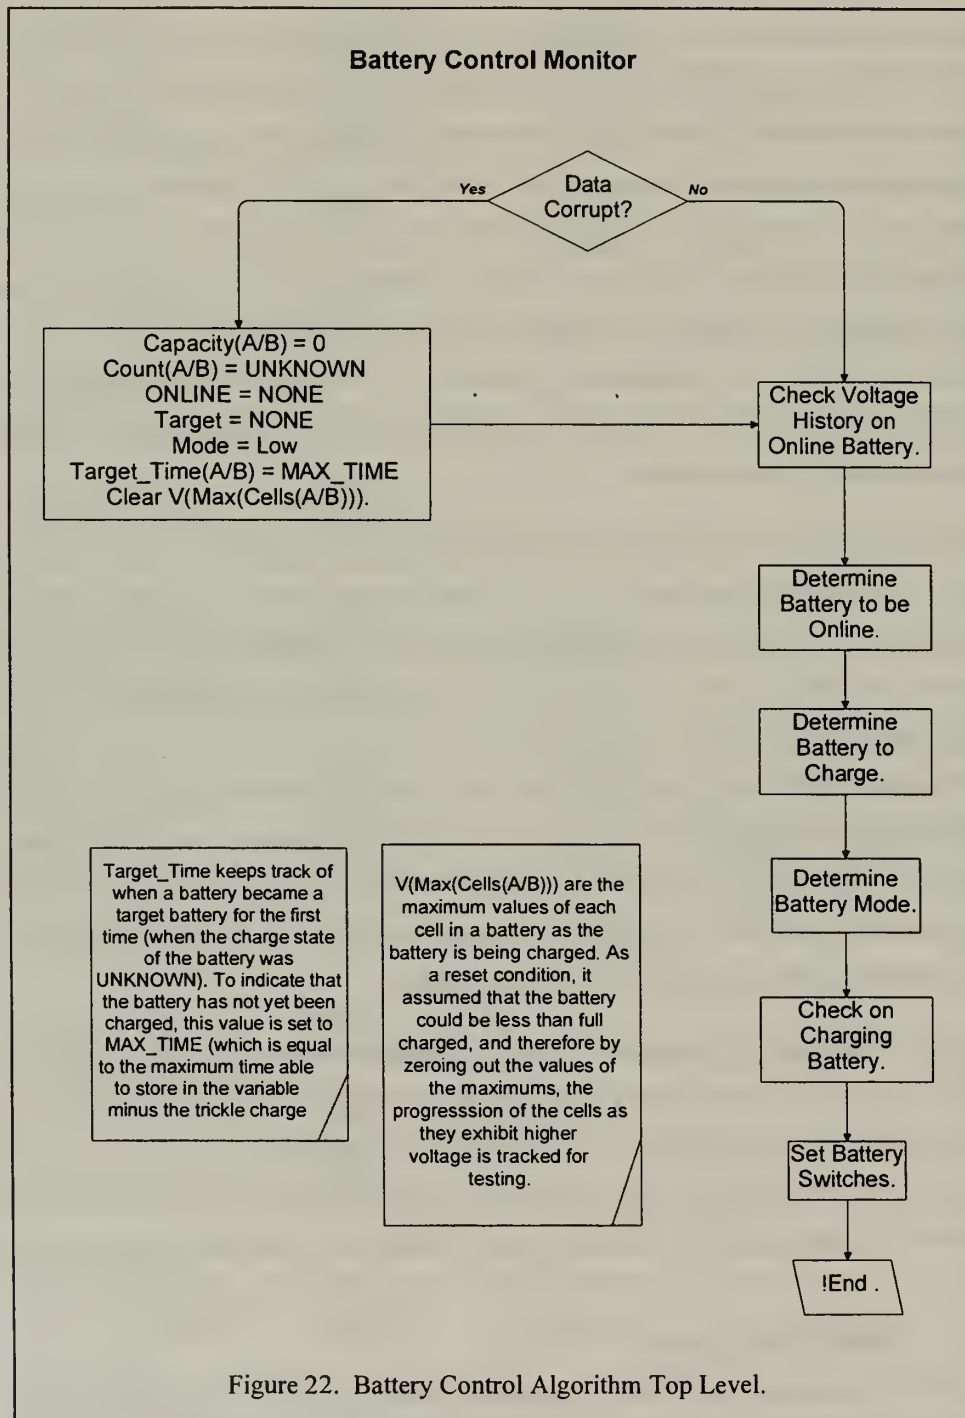 Battery Control Monitor
Data
Corrupt?
Yes
No
Capacity(A/B) = 0
Count(A/B) = UNKNOWN
ONLINE = NONE
Target = NONE
Mode = Low
Target_Time(A/B) = MAX_TIME
Clear V(Max(Cells(A/B))).
Check Voltage
History on
Online Battery.
Determine
Battery to be
Online.
Determine
Battery to
Charge.
Determine
Battery Mode.
Check on
Charging
Battery.
Set Battery
Switches.
!End .
Target_Time keeps track of
when a battery became a
target battery for the first
time (when the charge state
of the battery was
UNKNOWN). To indicate that
the battery has not yet been
charged, this value is set to
MAX_TIME (which is equal
to the maximum time able
to store in the variable
minus the trickle charge
V(Max(Cells(A/B))) are the
maximum values of each
cell in a battery as the
battery is being charged. As
a reset condition, it
assumed that the battery
could be less than full
charged, and therefore by
zeroing out the values of
the maximums, the
progresssion of the cells as
they exhibit higher
voltage is tracked for
testing.
Figure 22. Battery Control Algorithm Top Level.